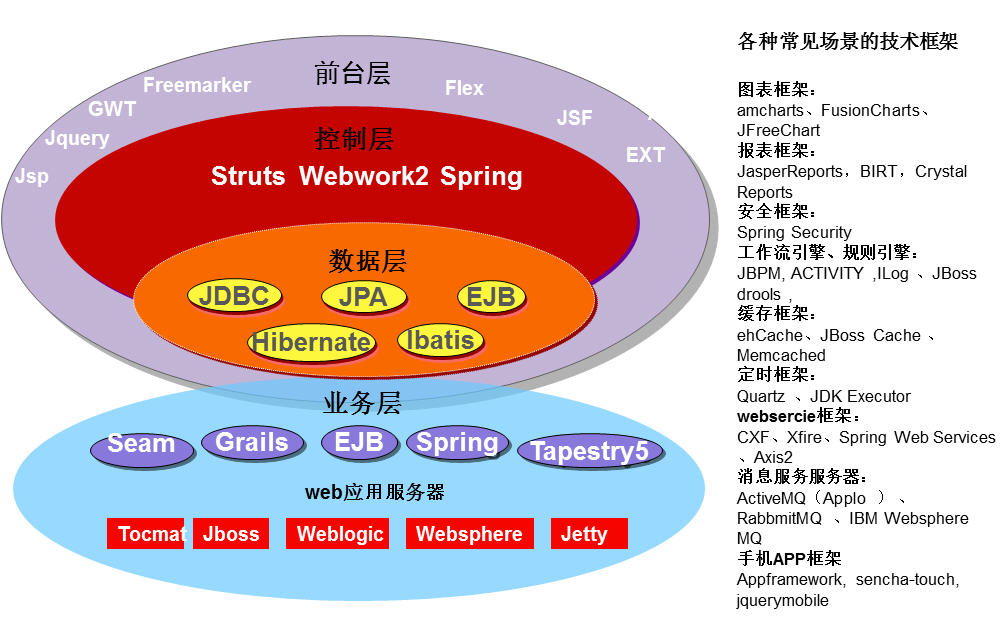 前台层
Freemarker
Flex
GWT
JSF
Jquery
EXT
Jsp
控制层
Struts Webwork2 Spring
数据层
JDBC JPA EJB
Hibernate Ibatis
业务层
Seam Grails EJB Spring Tapestry5
web应用服务器
Tocmat Jboss Weblogic Websphere Jetty
各种常见场景的技术框架
图表框架：
amcharts、FusionCharts、
JFreeChart
报表框架：
JasperReports，BIRT，Crystal
Reports
安全框架：
Spring Security
工作流引擎、规则引擎：
JBPM, ACTIVITY ,ILog 、JBoss
drools ,
缓存框架：
ehCache、JBoss Cache 、
Memcached
定时框架：
Quartz 、JDK Executor
websercie框架：
CXF、Xfire、Spring Web Services
、Axis2
消息服务服务器：
ActiveMQ（Applo ） 、
RabbmitMQ 、IBM Websphere
MQ
手机APP框架
Appframework, sencha-touch,
jquerymobile